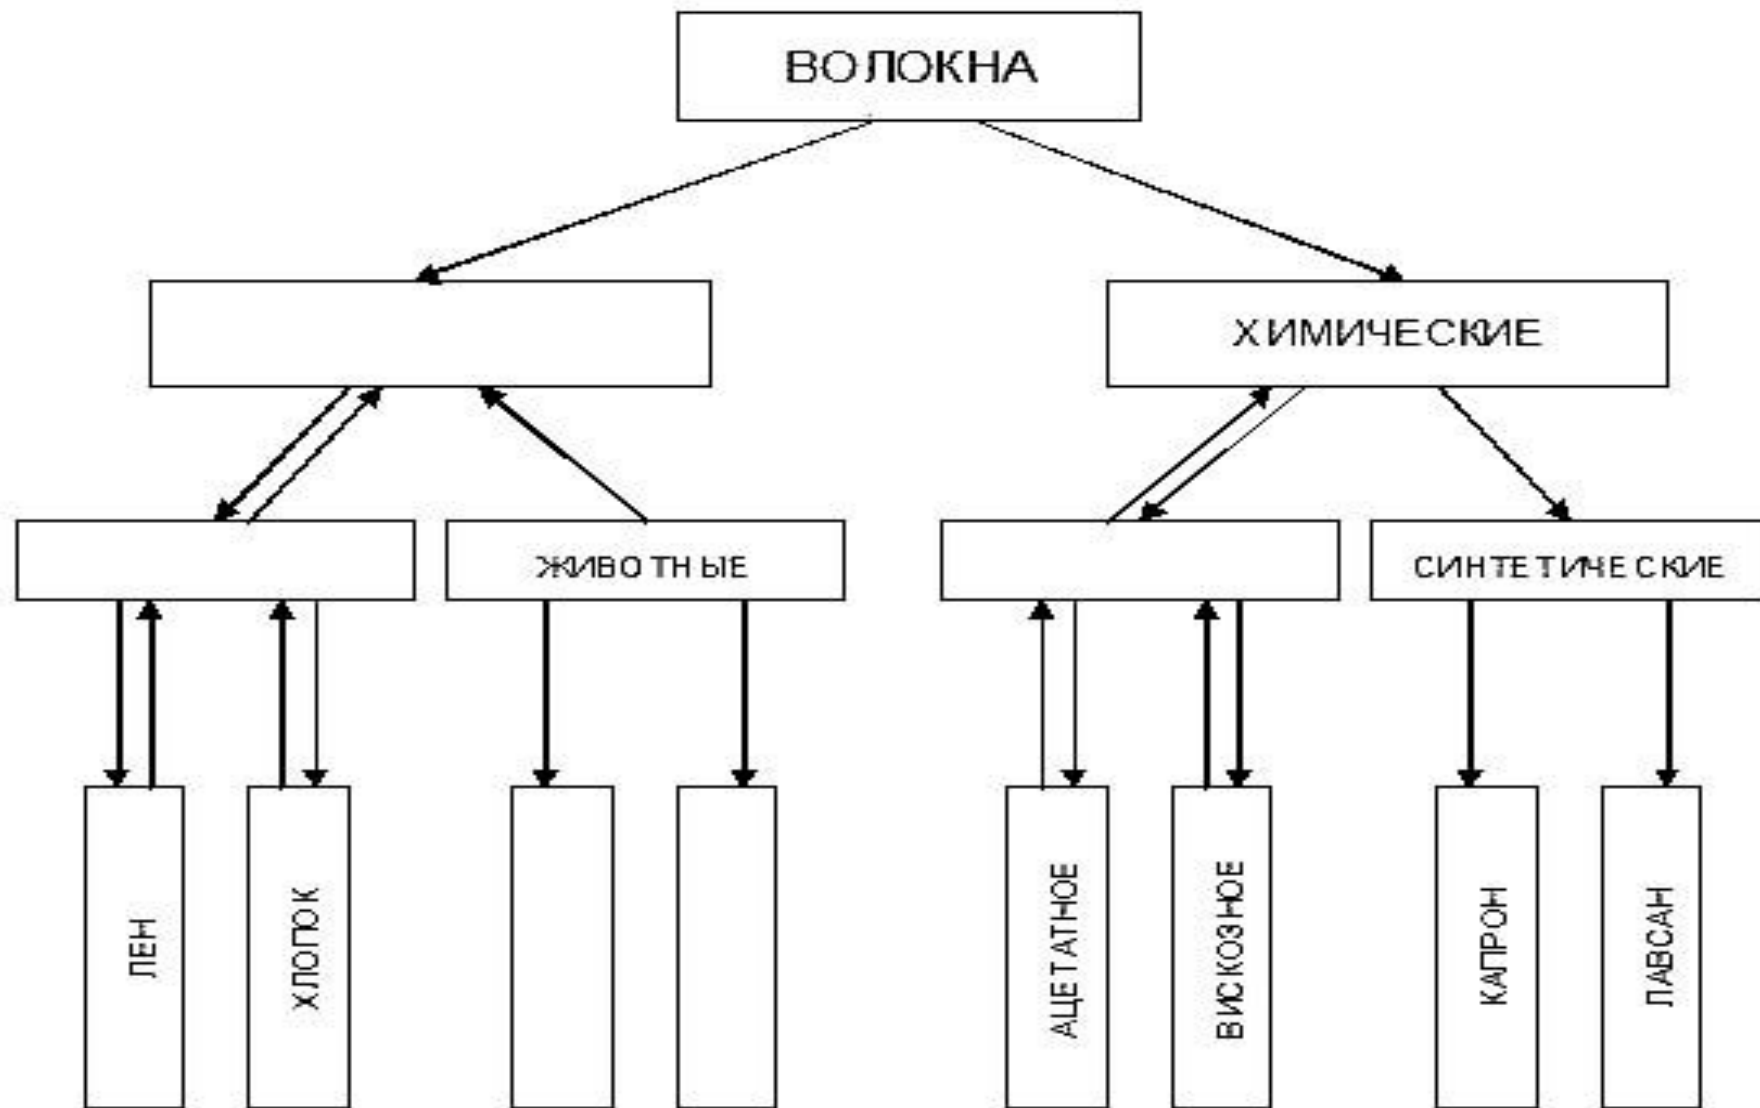 ВОЛОКНА
ХИМИЧЕСКИЕ
ЖИВОТНЫЕ
СИНТЕТИЧЕСКИЕ
ЛЕН
ХЛОПОК
АЦЕТАТНОЕ
ВИСКОЗНОЕ
КАПРОН
ЛАВСАН